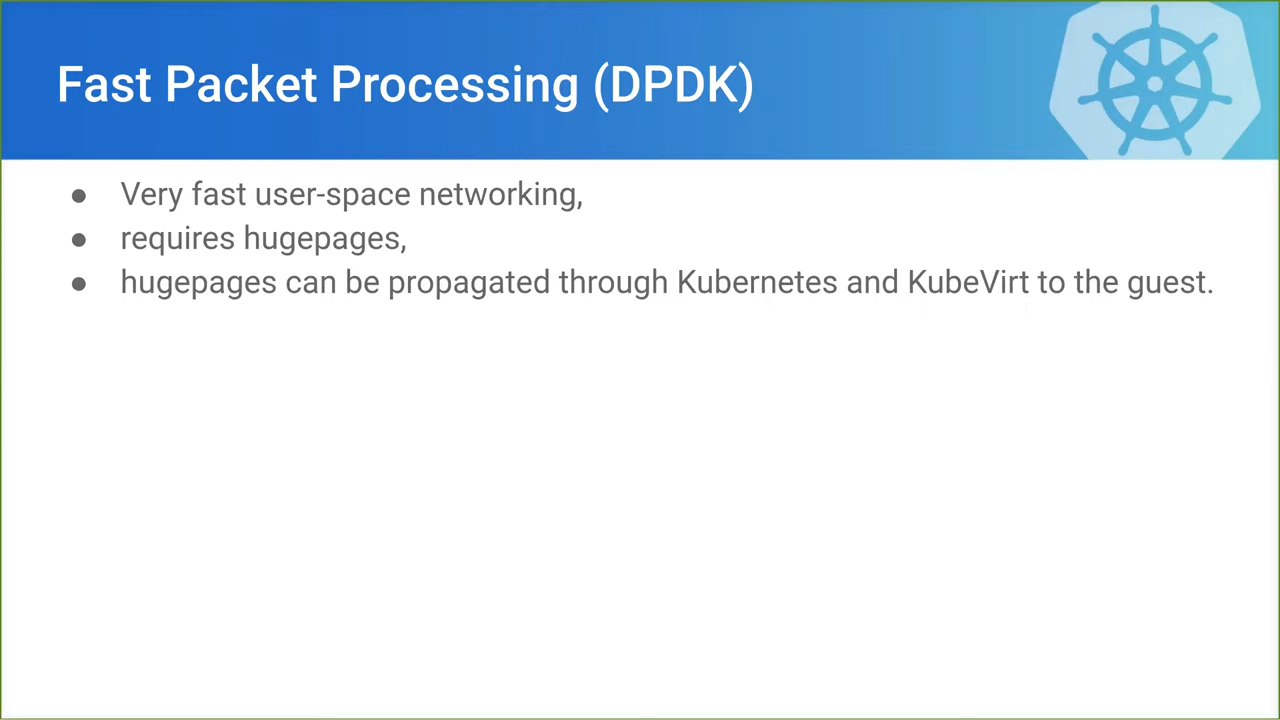 Fast Packet Processing (DPDK)
● Very fast user-space networking,
● requires hugepages,
● hugepages can be propagated through Kubernetes and KubeVirt to the guest.